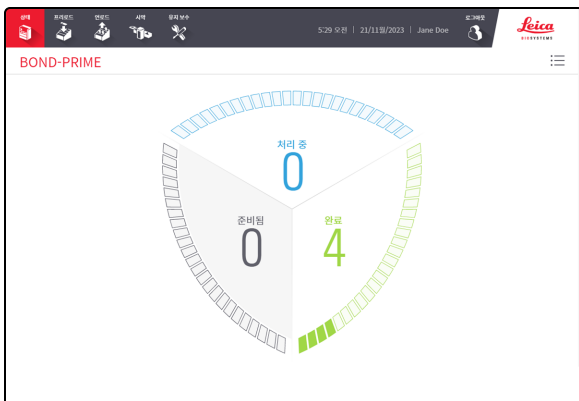 상태 프리로드 언로드 시약 유지 보수 5:29 오전 | 21/11월/2023 | Jane Doe 로그아웃
Leica
BIOSYSTEMS
BOND-PRIME
처리 중
0
준비됨 완료
0 4